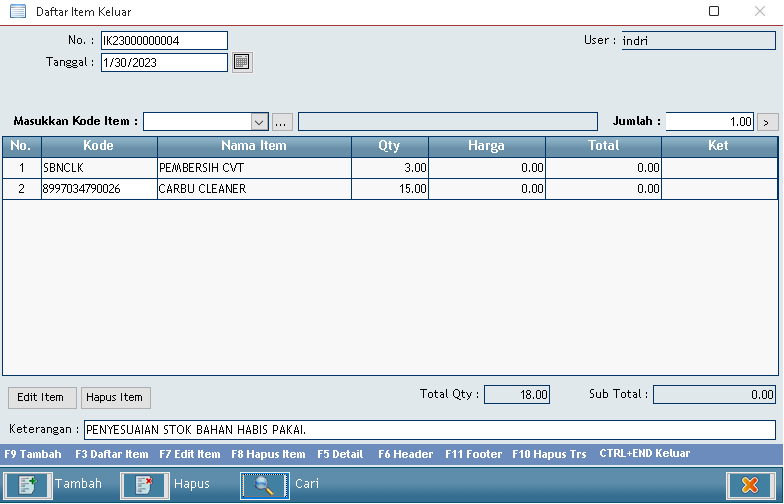 Daftar Item Keluar
No. : IK23000000004 User : indri
Tanggal : 1/30/2023
Masukkan Kode Item : ... Jumlah : 1.00 >
No. Kode Nama Item Qty Harga Total Ket
1 SBNCLK PEMBERSIH CVT 3.00 0.00 0.00
2 8997034790026 CARBU CLEANER 15.00 0.00 0.00
Edit Item Hapus Item Total Qty : 18.00 Sub Total : 0.00
Keterangan : PENYESUAIAN STOK BAHAN HABIS PAKAI.
F9 Tambah F3 Daftar Item F7 Edit Item F8 Hapus Item F5 Detail F6 Header F11 Footer F10 Hapus Trs CTRL+END Keluar
Tambah Hapus Cari